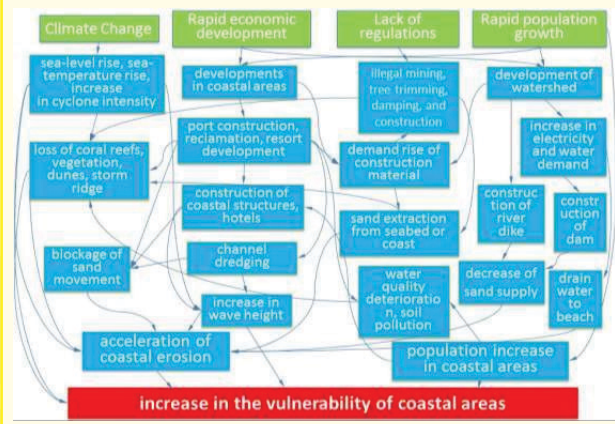 Climate Change
Rapid economic
development
Lack of
regulations
Rapid population
growth
sea-level rise, sea-
temperature rise,
increase
in cyclone intensity
developments
in coastal areas
illegal mining,
tree trimming,
damping, and
construction
development of
watershed
loss of coral reefs,
vegetation,
dunes, storm
ridge
port construction,
reclamation, resort
development
demand rise of
construction
material
increase in
electricity
and water
demand
construction of
coastal structures,
hotels
sand extraction
from seabed or
coast
construc
tion of
river
dike
constr
uction
of
dam
blockage of
sand
movement
channel
dredging
water
quality
deterioratio
n, soil
pollution
decrease of
sand supply
drain
water
to
beach
increase in
wave height
acceleration of
coastal erosion
population increase
in coastal areas
increase in the vulnerability of coastal areas